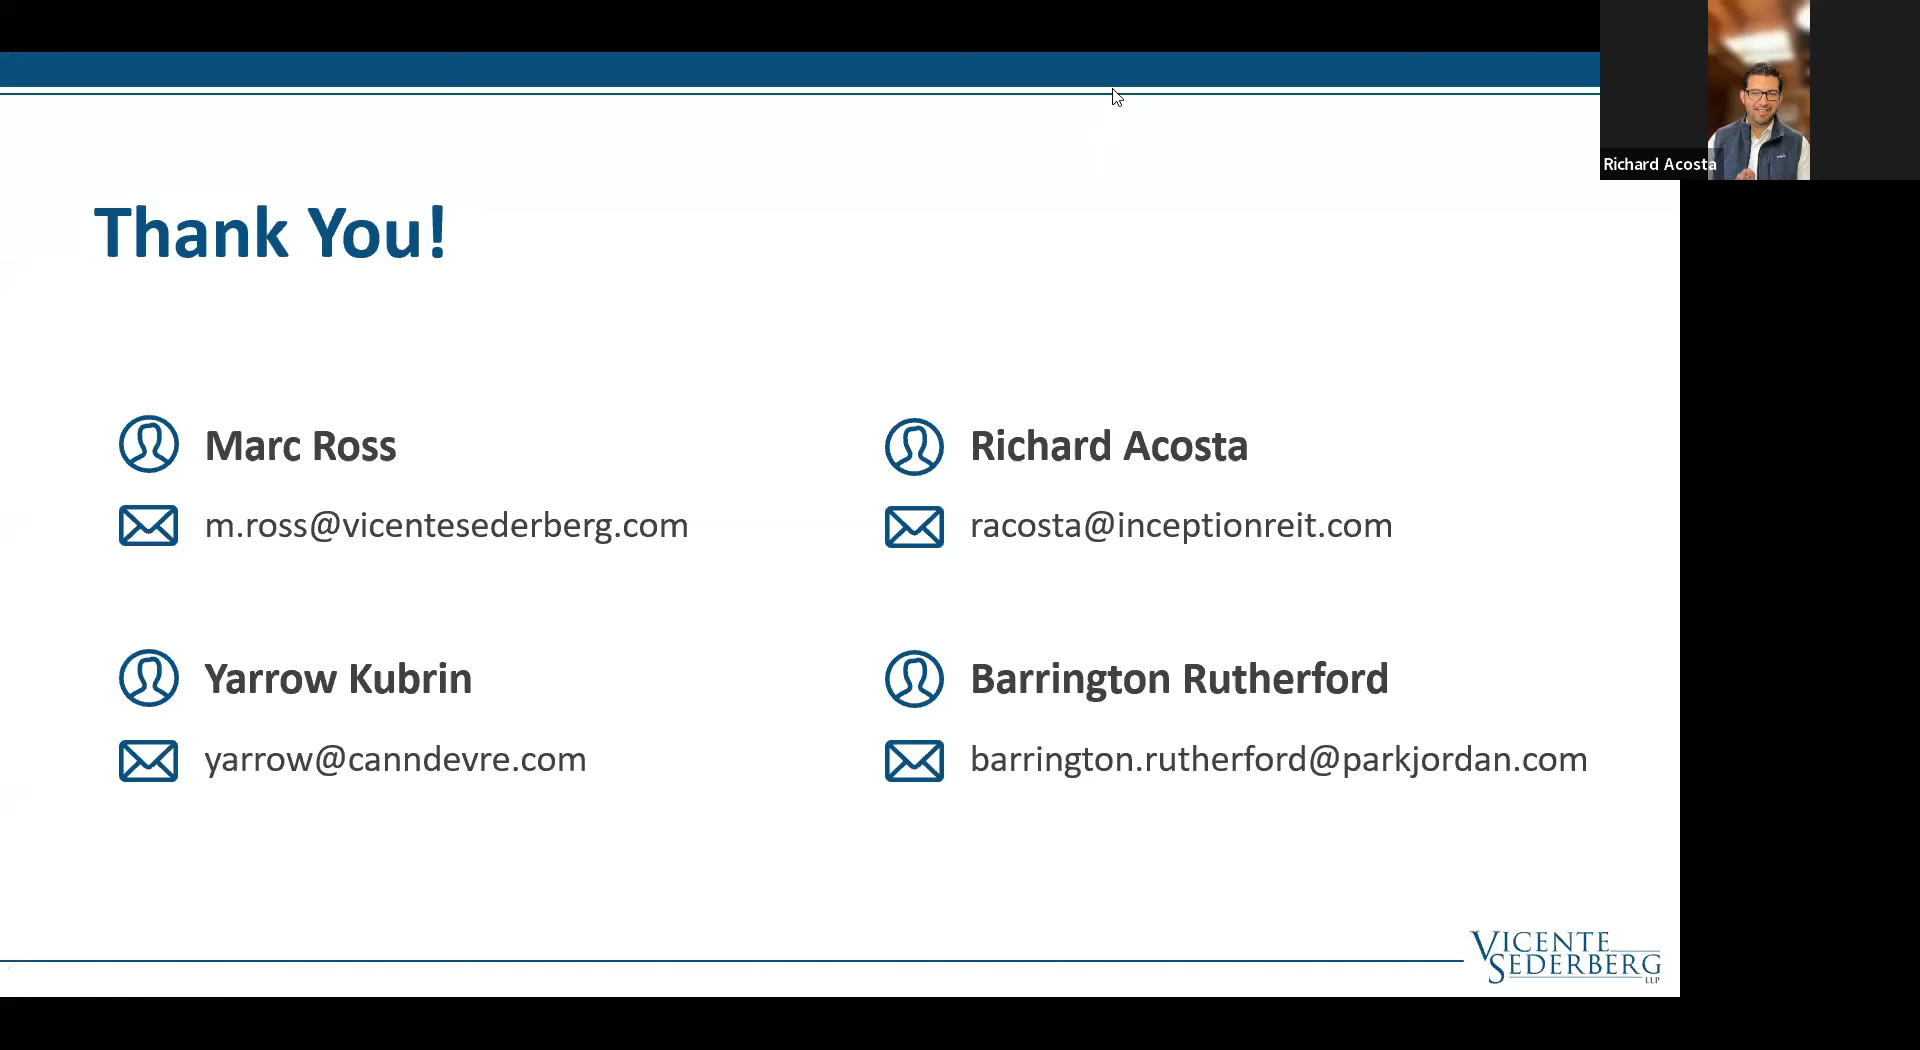 Richard Acosta
Thank You!
Marc Ross
m.ross@vicentesederberg.com
Richard Acosta
racosta@inceptionreit.com
Yarrow Kubrin
yarrow@canndevre.com
Barrington Rutherford
barrington.rutherford@parkjordan.com
VICENTE
SEDERBERG
LLP